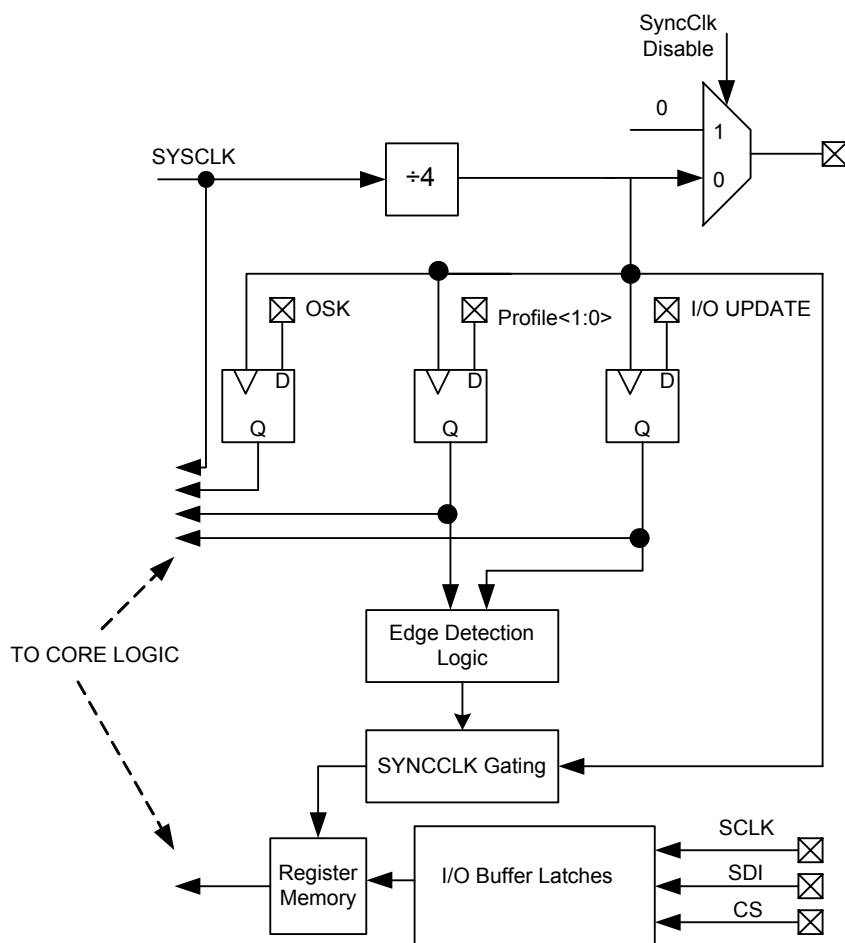 SyncClk
Disable
0
1
SYSCLK
÷4
0
OSK
Profile<1:0>
I/O UPDATE
D
D
D
Q
Q
Q
Edge Detection
Logic
TO CORE LOGIC
SYNCCLK Gating
SCLK
Register
Memory
I/O Buffer Latches
SDI
CS